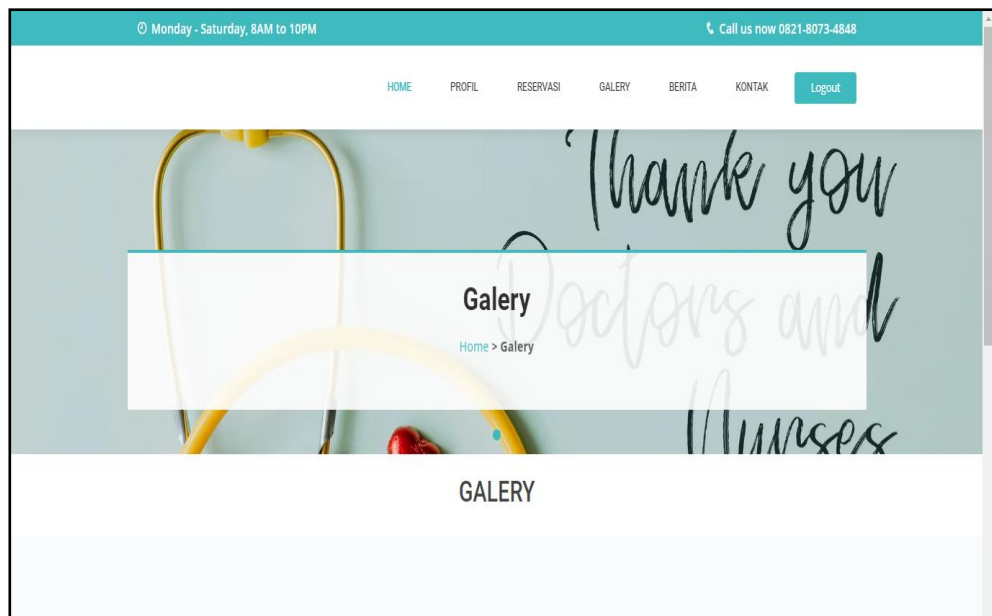 Monday - Saturday, 8AM to 10PM
Call us now 0821-8073-4848
HOME PROFIL RESERVASI GALERY BERITA KONTAK Logout
Thank you
Doctors and
Nurses
Galery
Home > Galery
GALERY